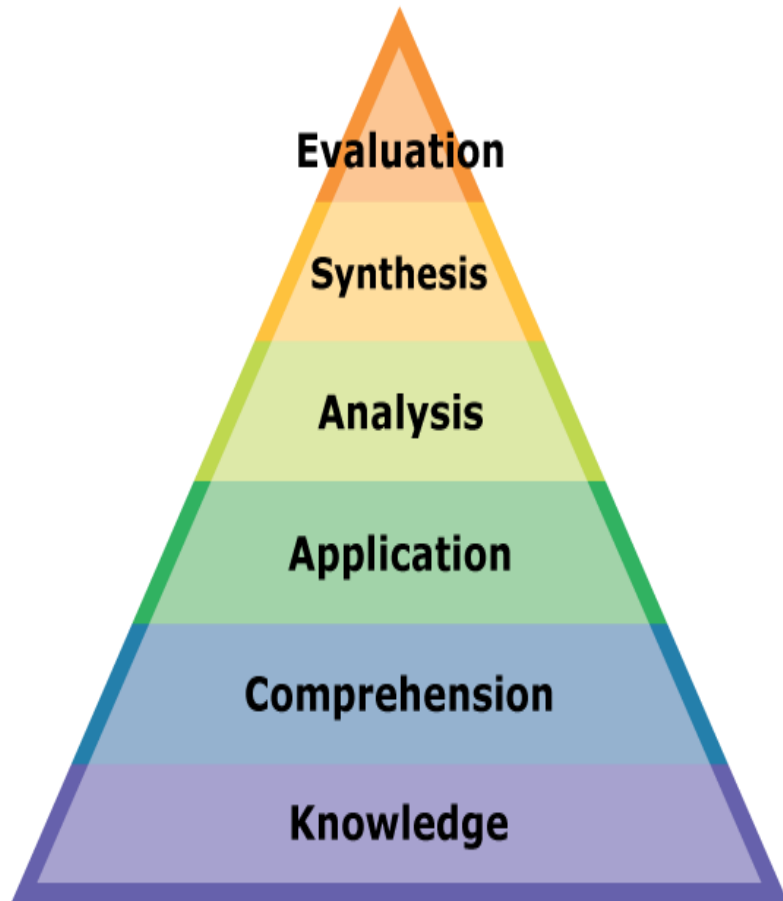 Evaluation
Synthesis
Analysis
Application
Comprehension
Knowledge